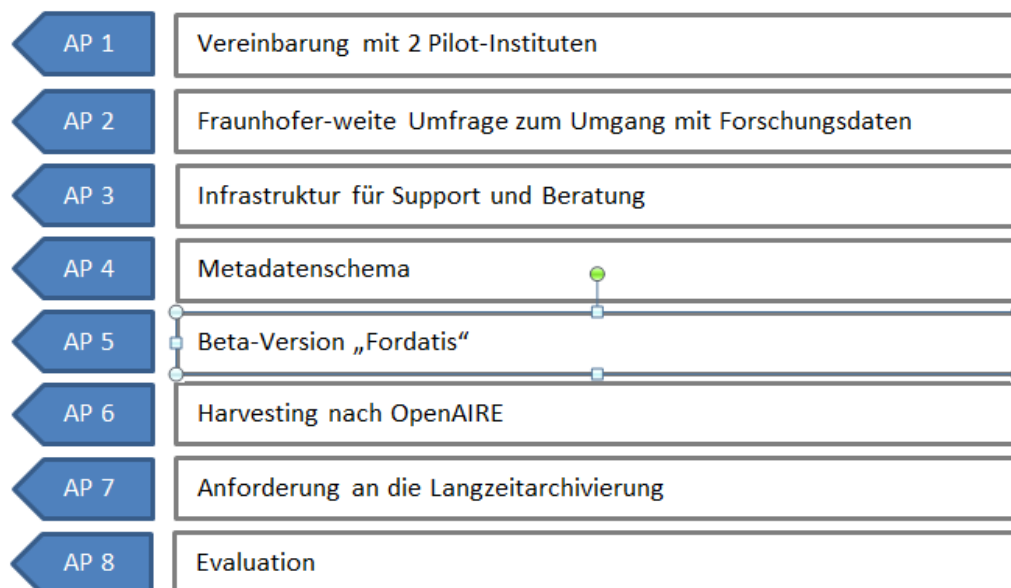 AP 1 Vereinbarung mit 2 Pilot-Instituten
AP 2 Fraunhofer-weite Umfrage zum Umgang mit Forschungsdaten
AP 3 Infrastruktur für Support und Beratung
AP 4 Metadatenschema
AP 5 Beta-Version „Fordatis“
AP 6 Harvesting nach OpenAIRE
AP 7 Anforderung an die Langzeitarchivierung
AP 8 Evaluation